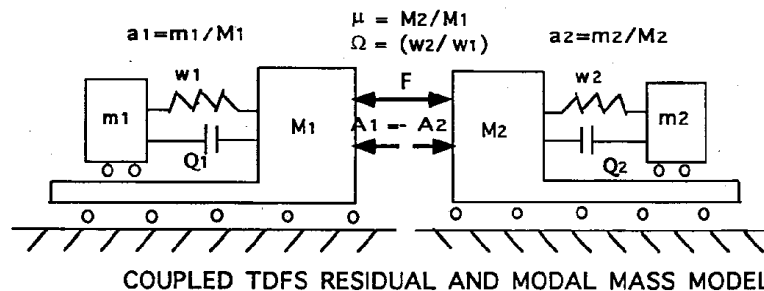 μ = M2/M1
a1=m1/M1
Ω = (w2/w1)
a2=m2/M2
w1
F
w2
m1
M1
A1 =- A2
M2
m2
Q1
Q2
COUPLED TDFS RESIDUAL AND MODAL MASS MODEL